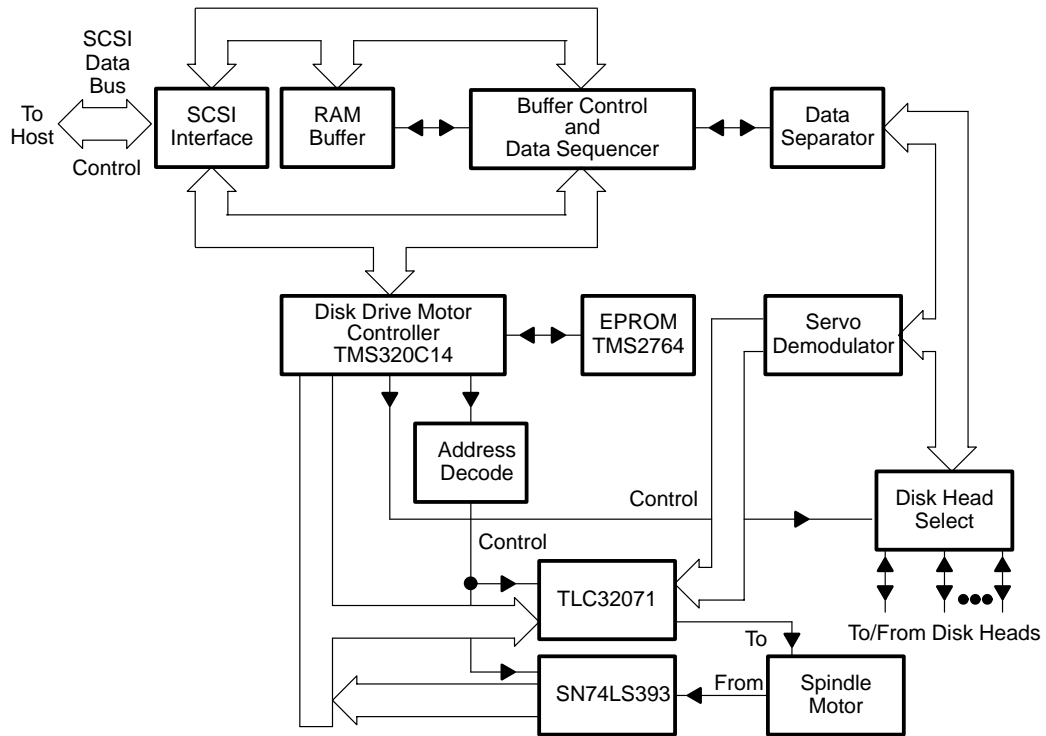 SCSI
Data
Bus
To
Host
Control
SCSI
Interface
RAM
Buffer
Buffer Control
and
Data Sequencer
Data
Separator
Disk Drive Motor
Controller
TMS320C14
EPROM
TMS2764
Servo
Demodulator
Address
Decode
Control
Disk Head
Select
Control
TLC32071
To/From Disk Heads
To
SN74LS393
From
Spindle
Motor